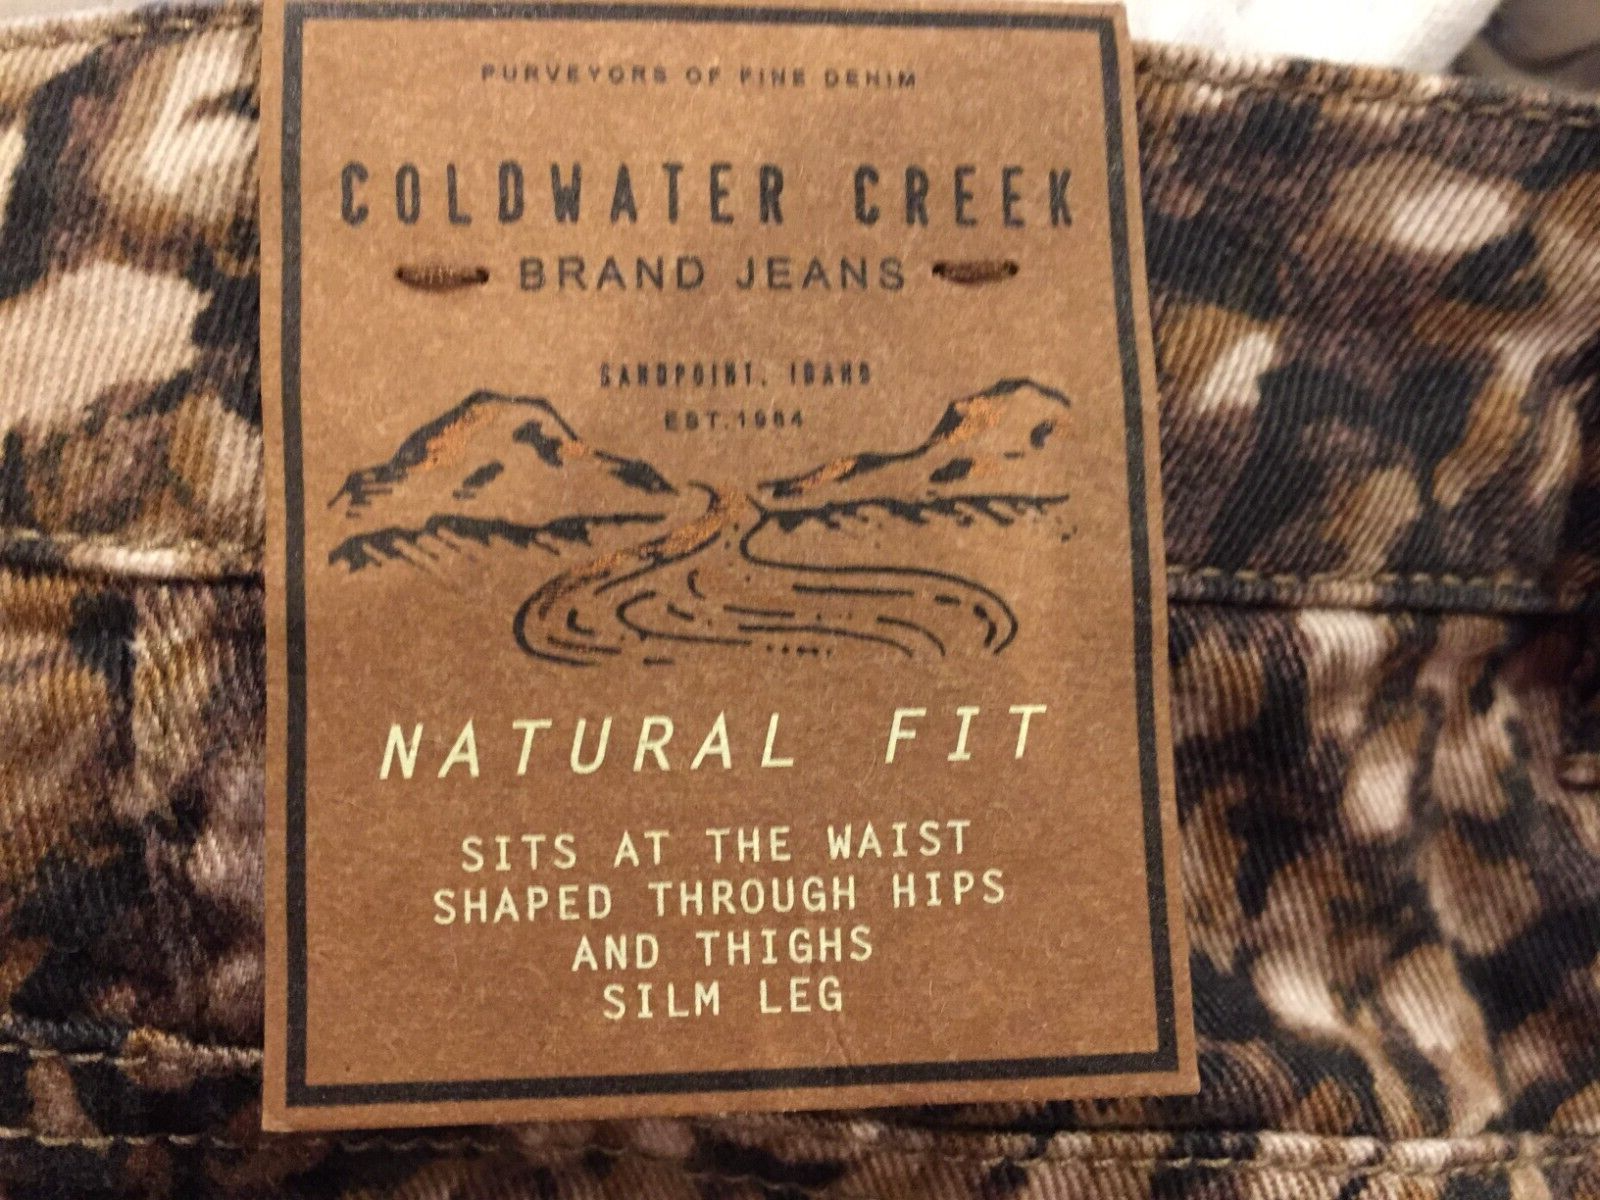 PURVEYORS OF FINE DENIM
COLDWATER CREEK
BRAND JEANS
SANDPOINT, IDAHO
EST.1984
NATURAL FIT
SITS AT THE WAIST
SHAPED THROUGH HIPS
AND THIGHS
SILM LEG